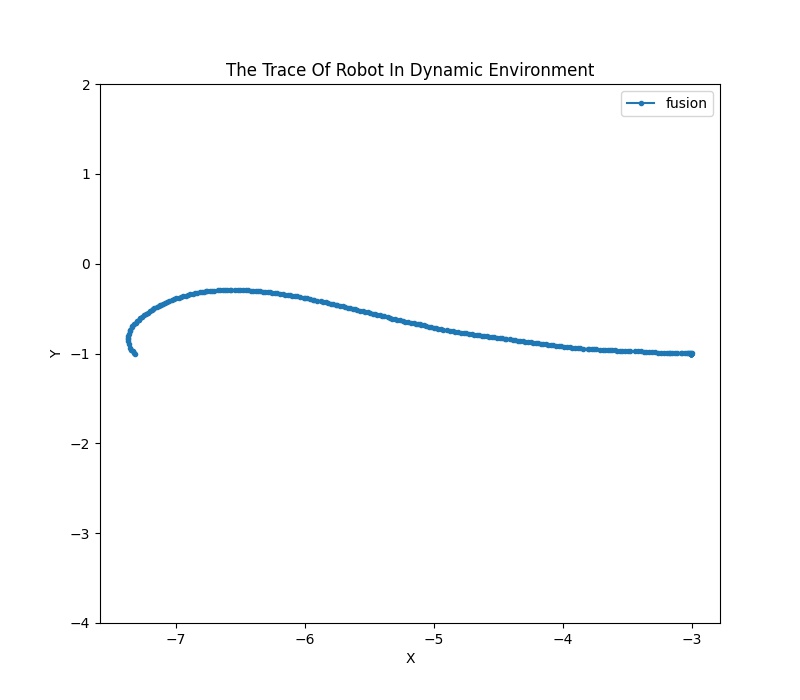 The Trace Of Robot In Dynamic Environment
fusion
2
1
0
−1
−2
−3
−4
Y
−7 −6 −5 −4 −3
X